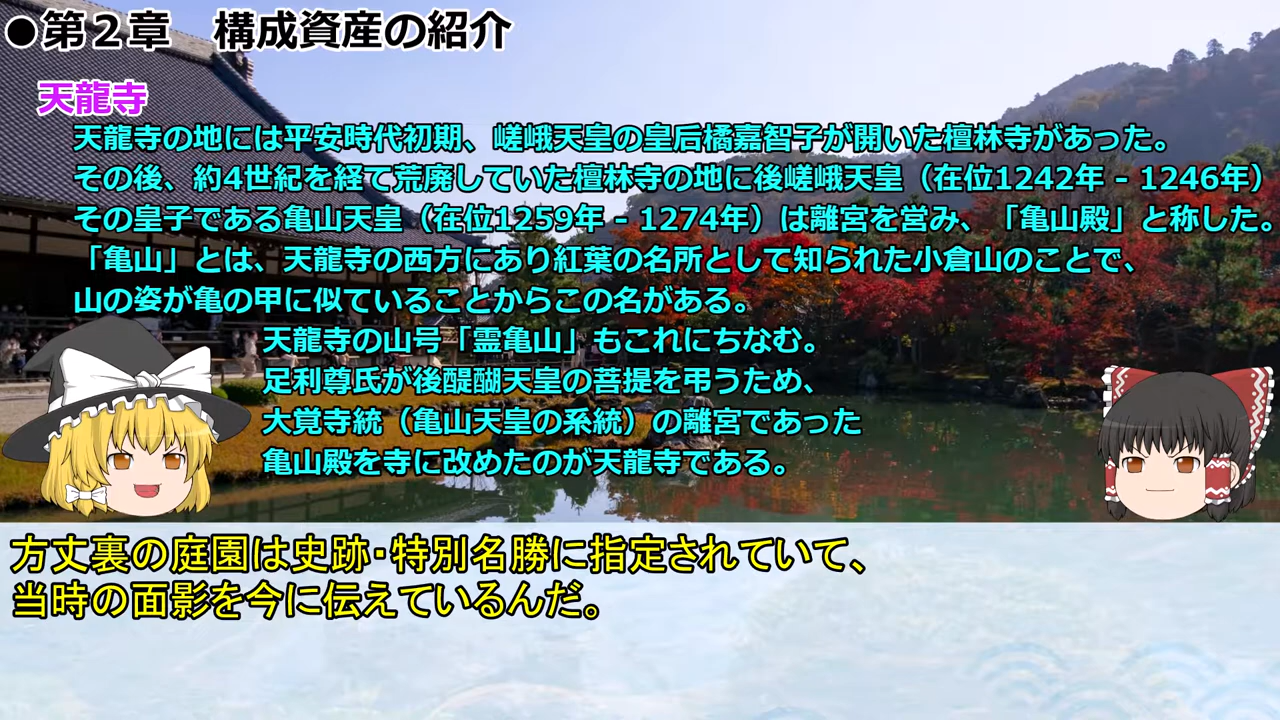 ●第２章　構成資産の紹介
天龍寺
天龍寺の地には平安時代初期、嵯峨天皇の皇后橘嘉智子が開いた檀林寺があった。
その後、約4世紀を経て荒廃していた檀林寺の地に後嵯峨天皇（在位1242年 - 1246年）
その皇子である亀山天皇（在位1259年 - 1274年）は離宮を営み、「亀山殿」と称した。
「亀山」とは、天龍寺の西方にあり紅葉の名所として知られた小倉山のことで、
山の姿が亀の甲に似ていることからこの名がある。
天龍寺の山号「霊亀山」もこれにちなむ。
足利尊氏が後醍醐天皇の菩提を弔うため、
大覚寺統（亀山天皇の系統）の離宮であった
亀山殿を寺に改めたのが天龍寺である。
方丈裏の庭園は史跡・特別名勝に指定されていて、
当時の面影を今に伝えているんだ。